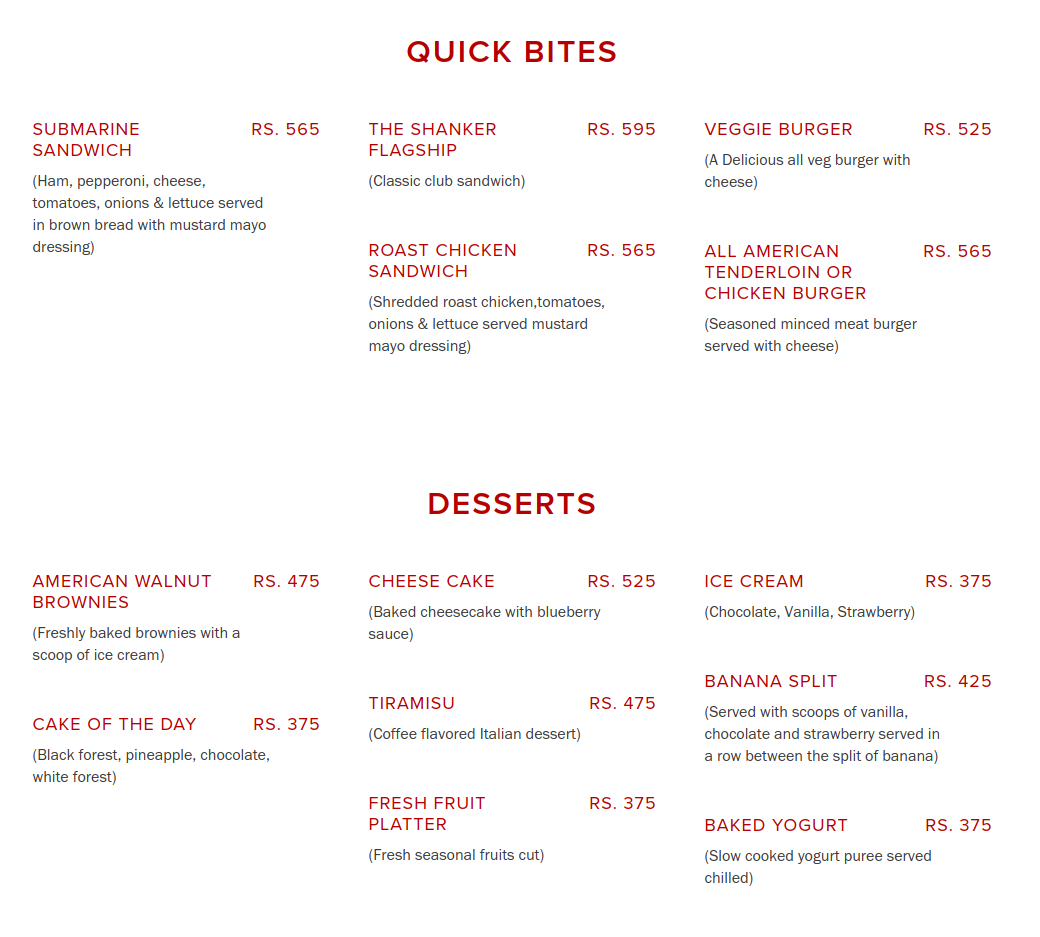 QUICK BITES
SUBMARINE SANDWICH RS. 565
(Ham, pepperoni, cheese,
tomatoes, onions & lettuce served
in brown bread with mustard mayo
dressing)
THE SHANKER FLAGSHIP RS. 595
(Classic club sandwich)
ROAST CHICKEN SANDWICH RS. 565
(Shredded roast chicken,tomatoes,
onions & lettuce served mustard
mayo dressing)
VEGGIE BURGER RS. 525
(A Delicious all veg burger with
cheese)
ALL AMERICAN TENDERLOIN OR CHICKEN BURGER RS. 565
(Seasoned minced meat burger
served with cheese)
DESSERTS
AMERICAN WALNUT BROWNIES RS. 475
(Freshly baked brownies with a
scoop of ice cream)
CAKE OF THE DAY RS. 375
(Black forest, pineapple, chocolate,
white forest)
CHEESE CAKE RS. 525
(Baked cheesecake with blueberry
sauce)
TIRAMISU RS. 475
(Coffee flavored Italian dessert)
FRESH FRUIT PLATTER RS. 375
(Fresh seasonal fruits cut)
ICE CREAM RS. 375
(Chocolate, Vanilla, Strawberry)
BANANA SPLIT RS. 425
(Served with scoops of vanilla,
chocolate and strawberry served in
a row between the split of banana)
BAKED YOGURT RS. 375
(Slow cooked yogurt puree served
chilled)